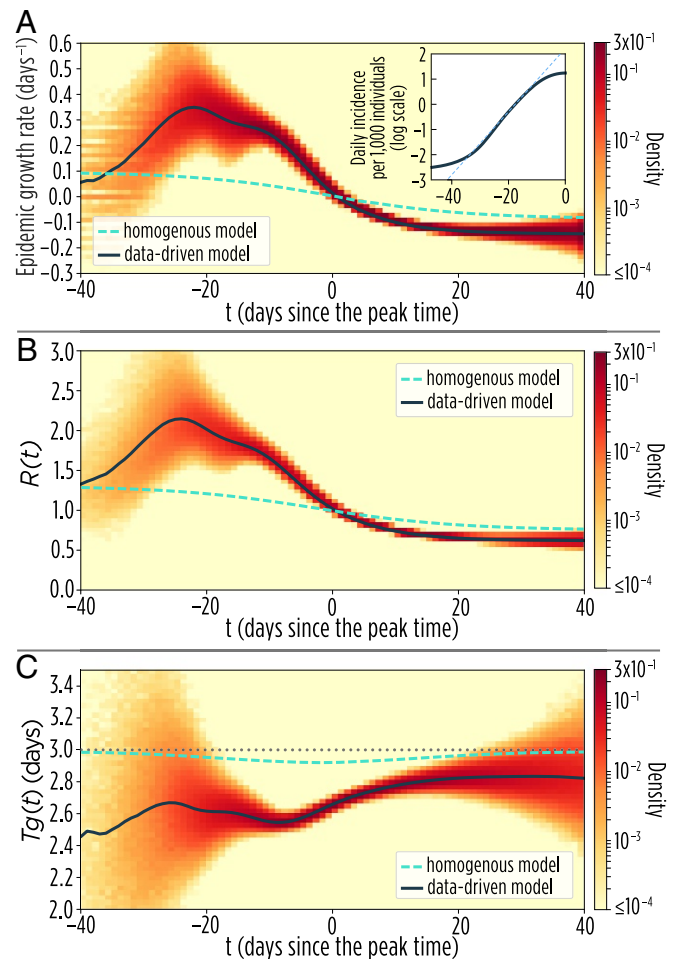 A
Epidemic growth rate (days⁻¹)
0.6
0.5
0.4
0.3
0.2
0.1
0.0
−0.1
−0.2
−0.3
−40
−20
0
20
40
t (days since the peak time)
homogenous model
data-driven model
Daily incidence
per 1,000 individuals
(log scale)
2
1
0
−1
−2
−3
−40
−20
0
3x10⁻¹
10⁻¹
10⁻²
10⁻³
≤10⁻⁴
Density
B
R(t)
3.0
2.5
2.0
1.5
1.0
0.5
0.0
−40
−20
0
20
40
t (days since the peak time)
homogenous model
data-driven model
3x10⁻¹
10⁻¹
10⁻²
10⁻³
≤10⁻⁴
Density
C
Tg(t) (days)
3.4
3.2
3.0
2.8
2.6
2.4
2.2
2.0
−40
−20
0
20
40
t (days since the peak time)
homogenous model
data-driven model
3x10⁻¹
10⁻¹
10⁻²
10⁻³
≤10⁻⁴
Density